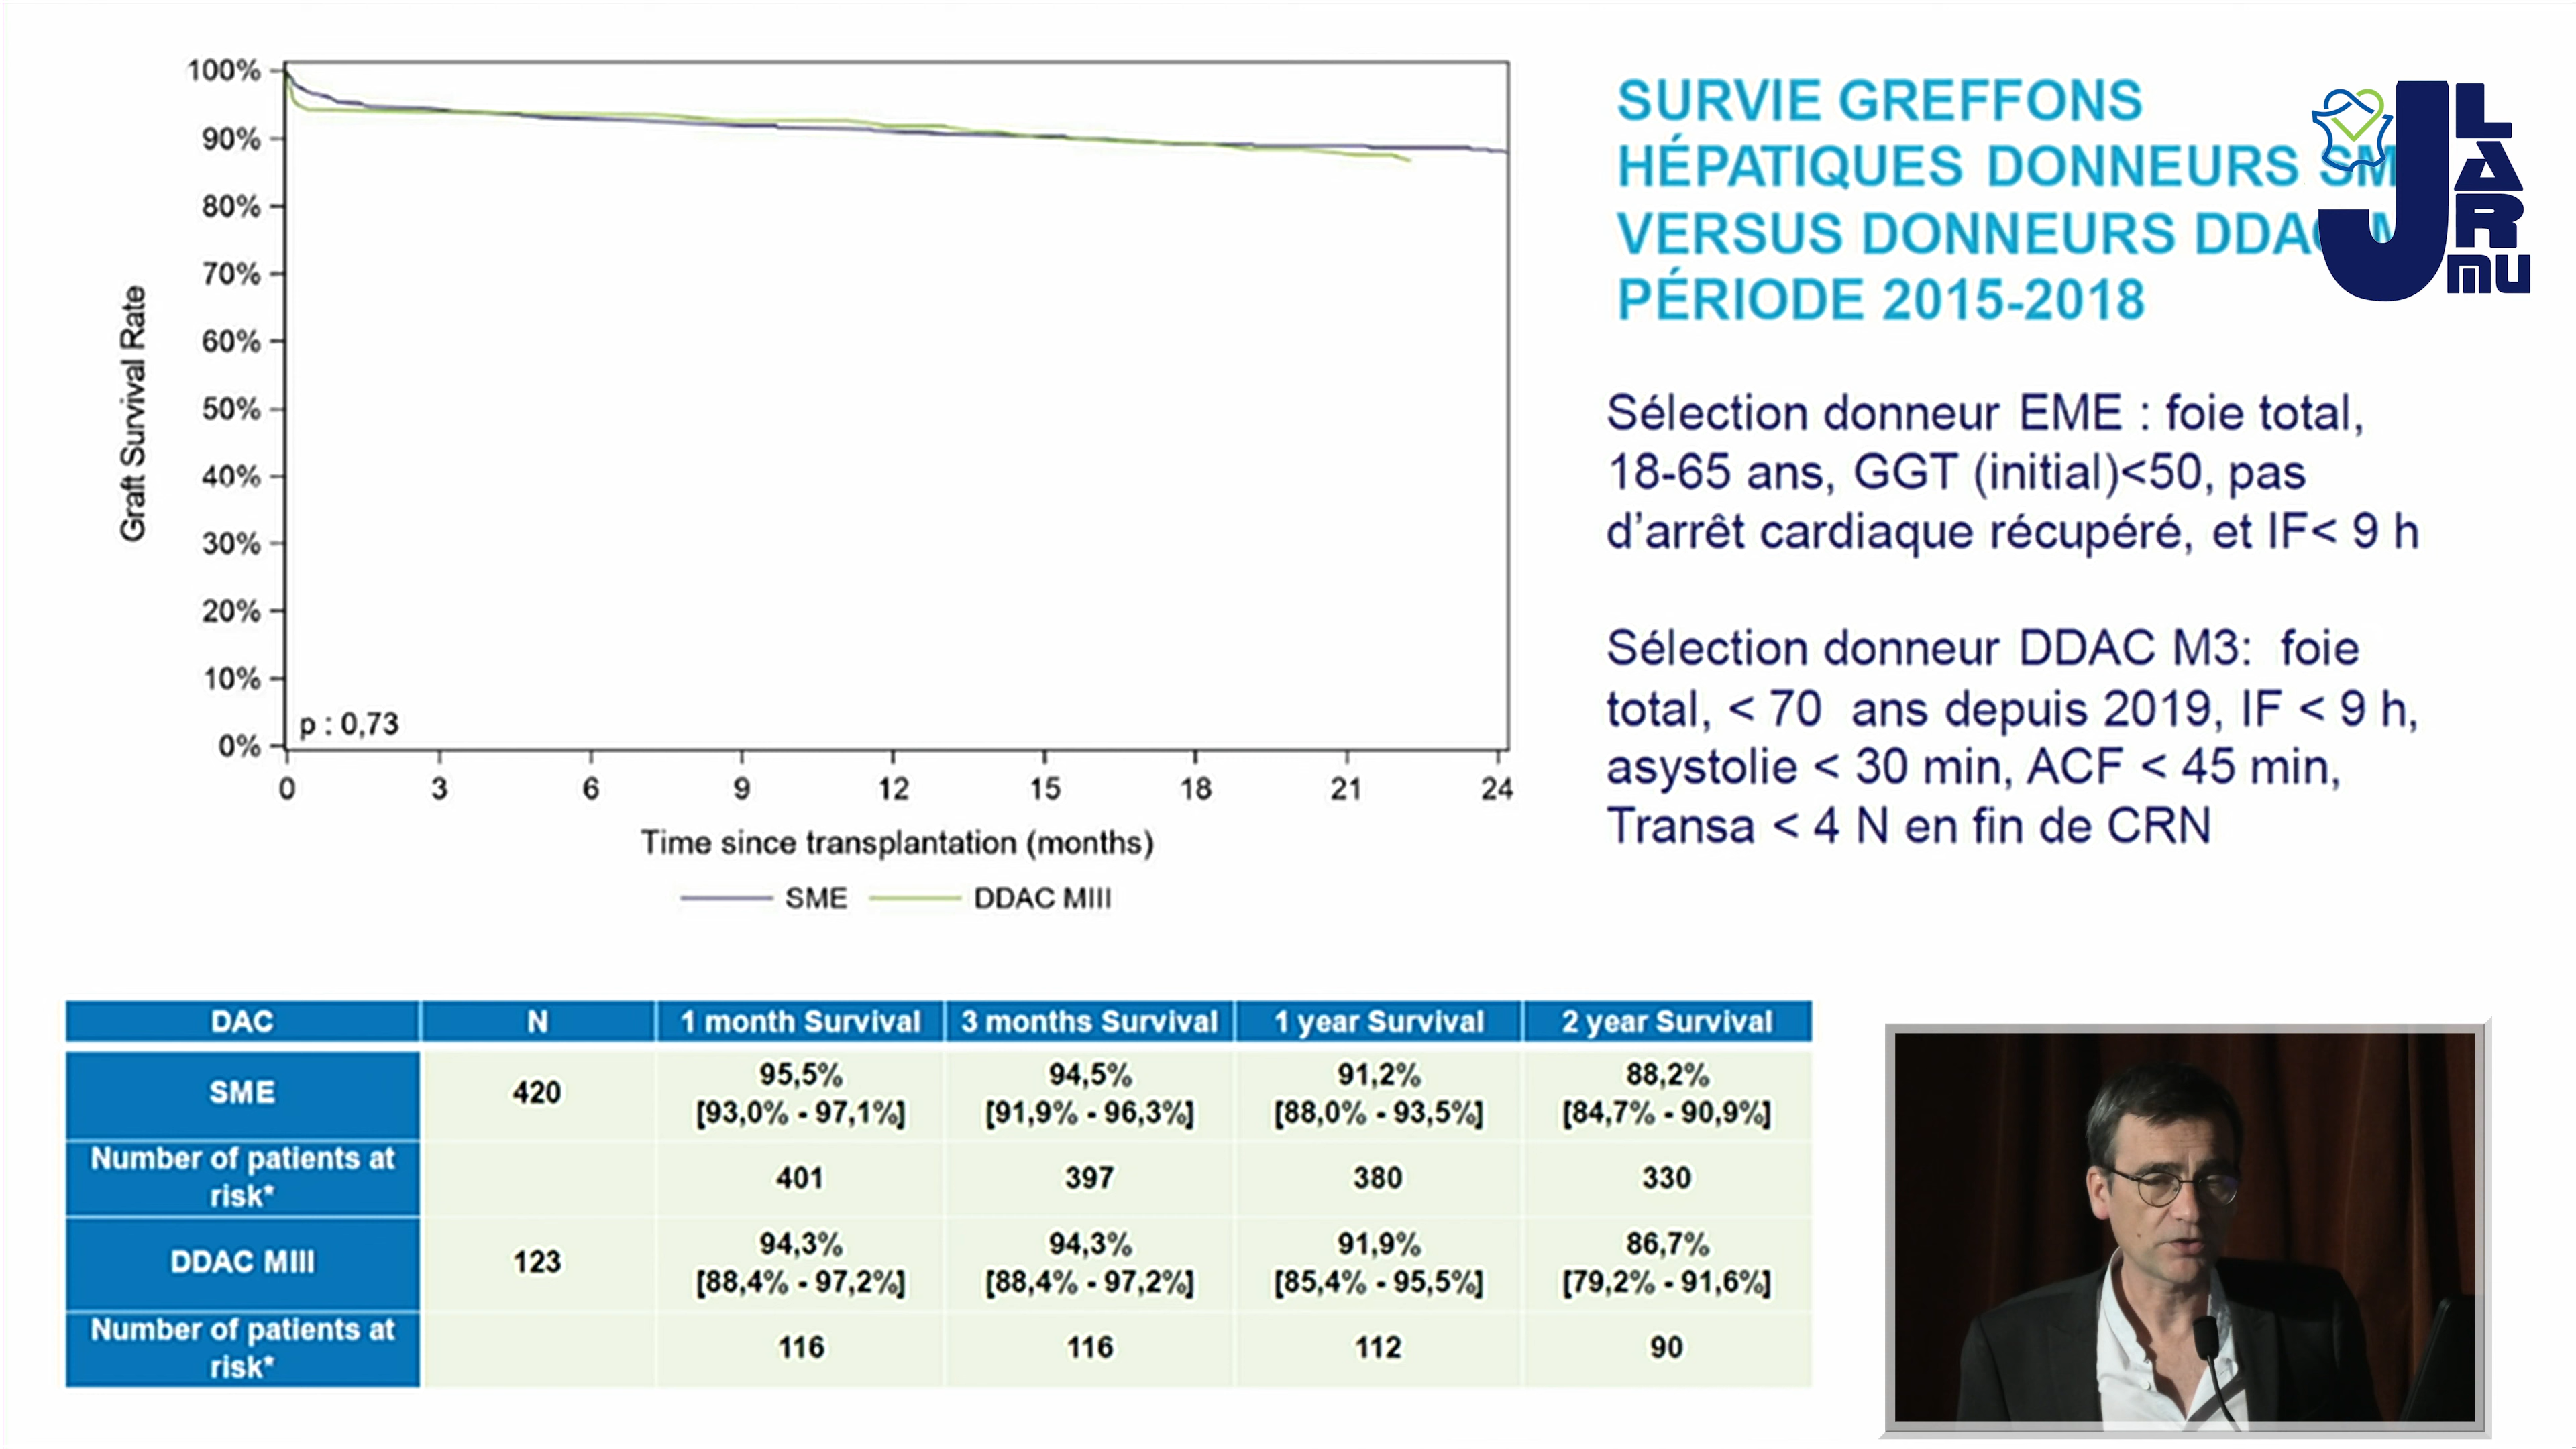 100%
90%
80%
70%
60%
50%
40%
30%
20%
10%
0%
Graft Survival Rate
p : 0,73
0 3 6 9 12 15 18 21 24
Time since transplantation (months)
SME DDAC MIII
SURVIE GREFFONS
HÉPATIQUES DONNEURS
VERSUS DONNEURS
PÉRIODE 2015-2018
JLARMU
Sélection donneur EME : foie total,
18-65 ans, GGT (initial)<50, pas
d’arrêt cardiaque récupéré, et IF< 9 h
Sélection donneur DDAC M3: foie
total, < 70 ans depuis 2019, IF < 9 h,
asystolie < 30 min, ACF < 45 min,
Transa < 4 N en fin de CRN
DAC N 1 month Survival 3 months Survival 1 year Survival 2 year Survival
SME 420 95,5% 94,5% 91,2% 88,2%
[93,0% - 97,1%] [91,9% - 96,3%] [88,0% - 93,5%] [84,7% - 90,9%]
Number of patients at
risk* 401 397 380 330
DDAC MIII 123 94,3% 94,3% 91,9% 86,7%
[88,4% - 97,2%] [88,4% - 97,2%] [85,4% - 95,5%] [79,2% - 91,6%]
Number of patients at
risk* 116 116 112 90